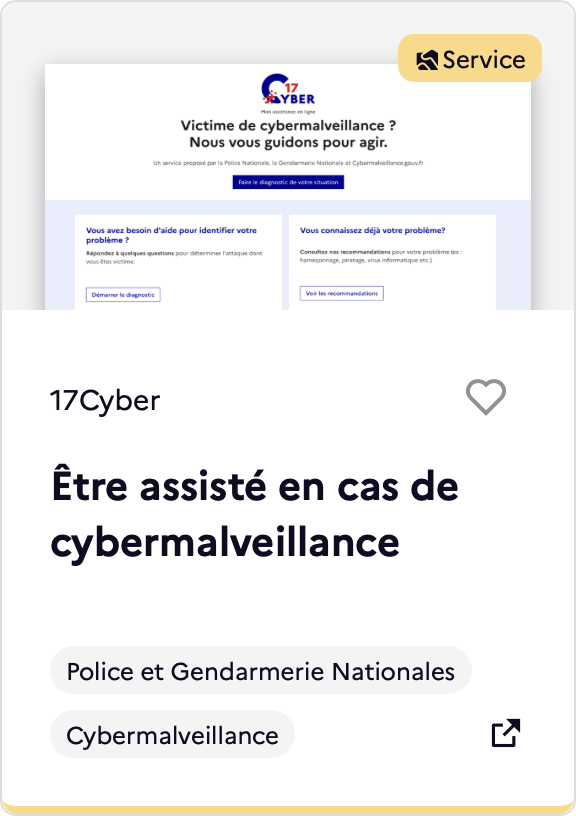 Service
17
CYBER
Mon assistance en ligne
Victime de cybermalveillance ?
Nous vous guidons pour agir.
Un service proposé par la Police Nationale, la Gendarmerie Nationale et Cybermalveillance.gouv.fr
Faire le diagnostic de votre situation
Vous avez besoin d'aide pour identifier votre
problème ?
Répondez à quelques questions pour déterminer l'attaque dont
vous êtes victime.
Démarrer le diagnostic
Vous connaissez déjà votre problème?
Consultez nos recommandations pour votre problème (ex :
hameçonnage, piratage, virus informatique etc.)
Voir les recommandations
17Cyber
Être assisté en cas de
cybermalveillance
Police et Gendarmerie Nationales
Cybermalveillance